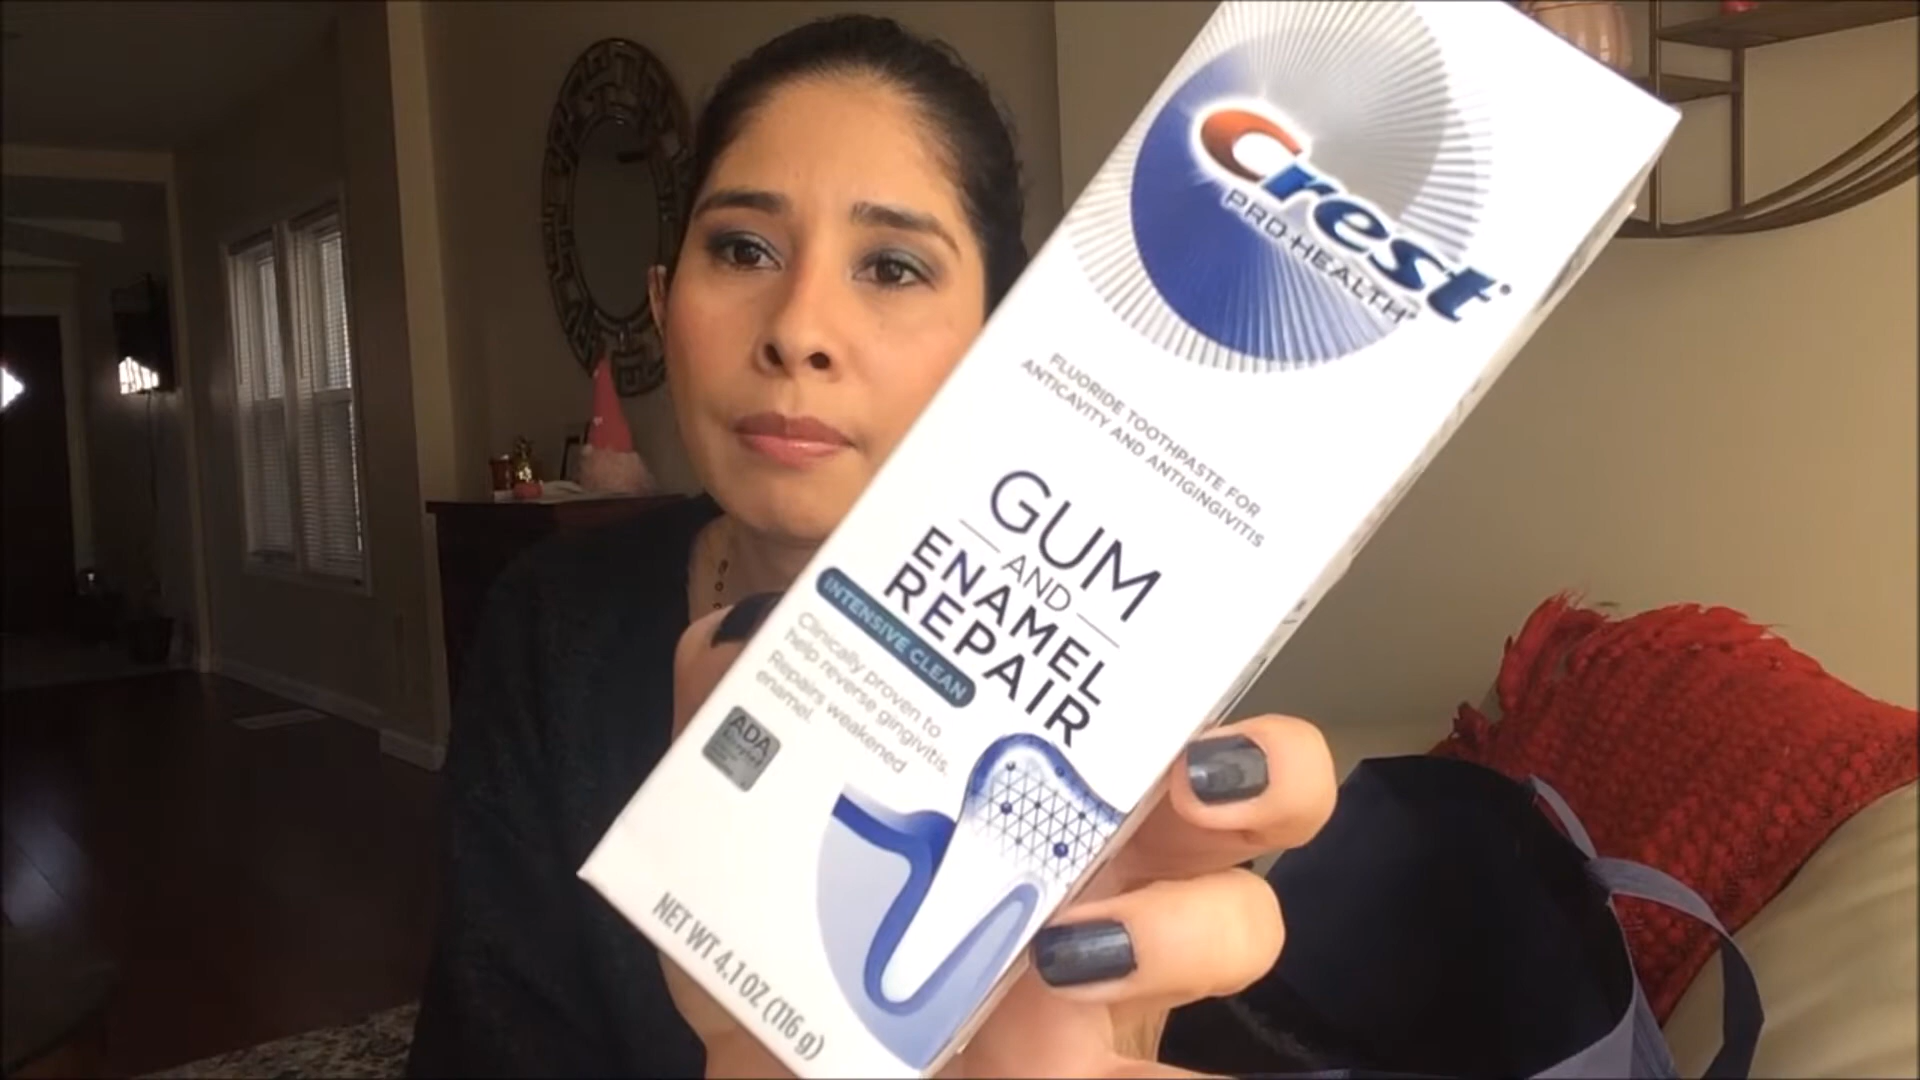 Crest
PRO-HEALTH
FLUORIDE TOOTHPASTE FOR
ANTICAVITY AND ANTIGINGIVITIS
GUM
AND
ENAMEL
REPAIR
INTENSIVE CLEAN
Clinically proven to
help reverse gingivitis.
Repairs weakened
enamel.
ADA
Accepted
NET WT 4.1 OZ (116 g)